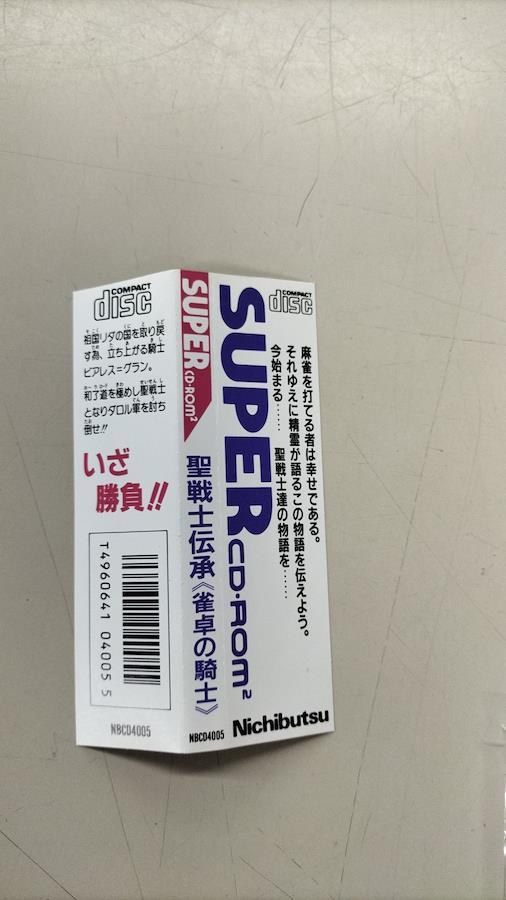 COMPACT
disc
祖国リダの国を取り戻
す為、立ち上がる騎士
ピアレス=グラン。
和了道を極めし聖戦士
となりダロル軍を討ち
倒せ!!
いざ
勝負!!
T4960641 04005 5
NBCD4005
SUPER CD-ROM²
聖戦士伝承《雀卓の騎士》
NBCD4005
SUPER CD-ROM²
COMPACT
disc
麻雀を打てる者は幸せである。
それゆえに精霊が語るこの物語を伝えよう。
今始まる…… 聖戦士達の物語を……
Nichibutsu